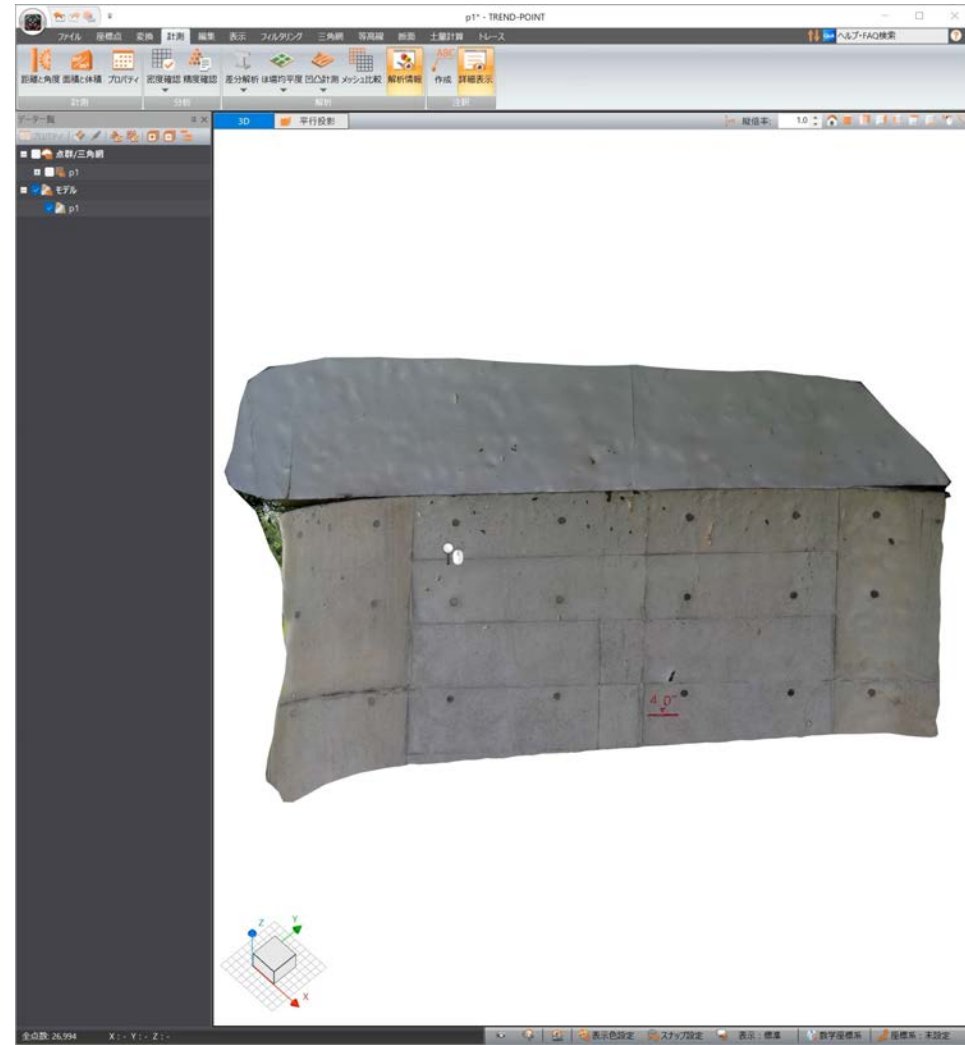 p1* - TREND-POINT
ファイル 座標点 変換 計測 編集 表示 フィルタリング 三角網 等高線 断面 土量計算 トレース
ヘルプ・FAQ検索
距離と角度 面積と体積 プロパティ 密度確認 精度確認 差分解析 ほ場均平度 凹凸計測 メッシュ比較 解析情報 作成 詳細表示
計測 分析 解析 注釈
データ一覧
3D 平行投影 縦倍率: 1.0
プロパティ
点群/三角網
p1
モデル
p1
4.0
Z Y
X
全点数: 26,994 X : - Y : - Z : - 表示色設定 スナップ設定 表示 : 標準 数学座標系 座標系 : 未設定